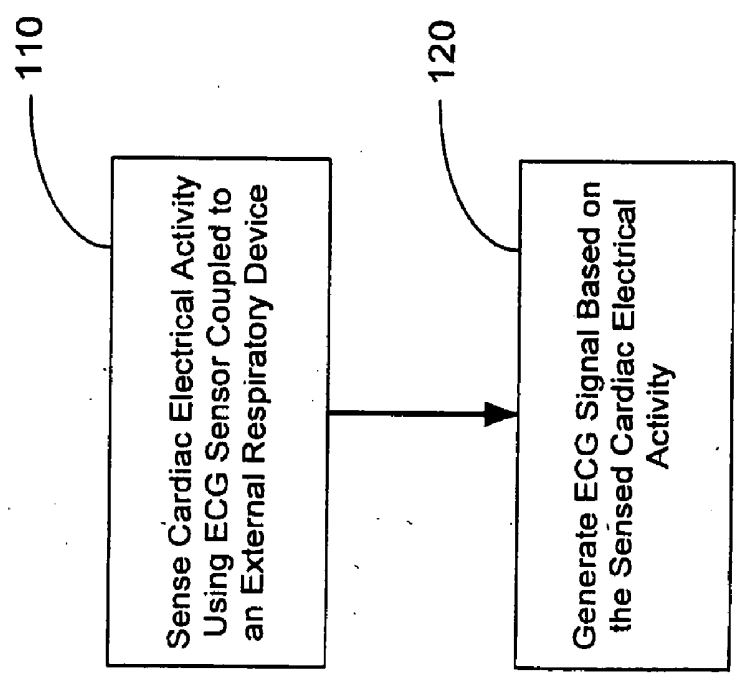 110
Sense Cardiac Electrical Activity
Using ECG Sensor Coupled to
an External Respiratory Device
120
Generate ECG Signal Based on
the Sensed Cardiac Electrical
Activity